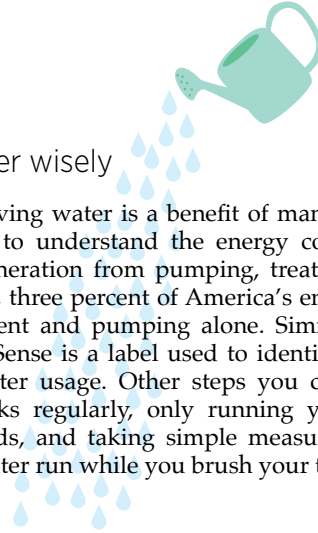 er wisely
ving water is a benefit of mar
to understand the energy co
neration from pumping, treat
three percent of America's en
ent and pumping alone. Simi
Sense is a label used to identi
ter usage. Other steps you c
ks regularly, only running y
ds, and taking simple measu
ter run while you brush your t